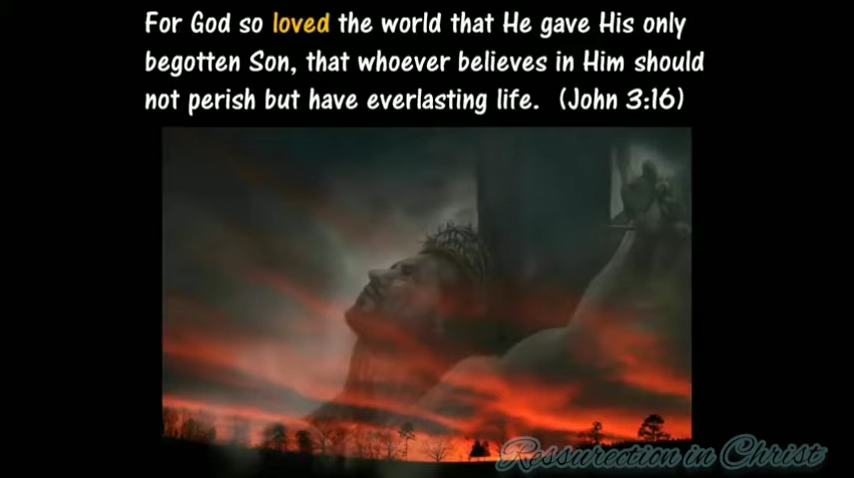 For God so loved the world that He gave His only
begotten Son, that whoever believes in Him should
not perish but have everlasting life. (John 3:16)
Ressurection in Christ